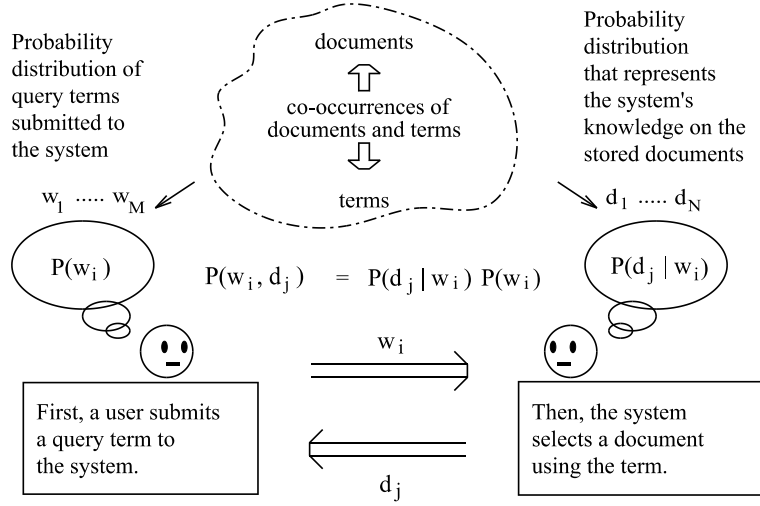 Probability
distribution of
query terms
submitted to
the system
documents
co-occurrences of
documents and terms
terms
Probability
distribution
that represents
the system's
knowledge on the
stored documents
w₁ ..... w_M
d₁ ..... d_N
P(wᵢ)
P(wᵢ, dⱼ) = P(dⱼ | wᵢ) P(wᵢ)
P(dⱼ | wᵢ)
wᵢ
First, a user submits
a query term to
the system.
Then, the system
selects a document
using the term.
dⱼ